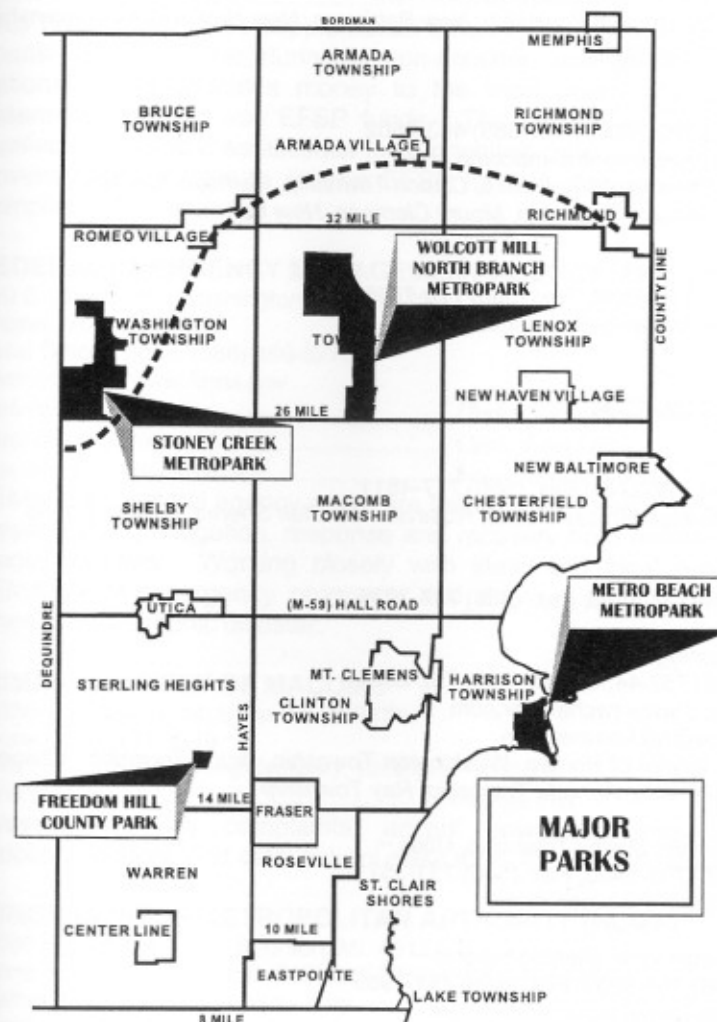 BORDMAN
MEMPHIS
ARMADA
TOWNSHIP
BRUCE
TOWNSHIP
RICHMOND
TOWNSHIP
ARMADA VILLAGE
RICHMOND
32 MILE
ROMEO VILLAGE
WOLCOTT MILL
NORTH BRANCH
METROPARK
COUNTY LINE
WASHINGTON
TOWNSHIP
LENOX
TOWNSHIP
NEW HAVEN VILLAGE
26 MILE
STONEY CREEK
METROPARK
NEW BALTIMORE
SHELBY
TOWNSHIP
MACOMB
TOWNSHIP
CHESTERFIELD
TOWNSHIP
METRO BEACH
METROPARK
UTICA
(M-59) HALL ROAD
DEQUINDRE
STERLING HEIGHTS
HAYES
MT. CLEMENS
CLINTON
TOWNSHIP
HARRISON
TOWNSHIP
FREEDOM HILL
COUNTY PARK
14 MILE
FRASER
MAJOR
PARKS
WARREN
ROSEVILLE
ST. CLAIR
SHORES
CENTER LINE
10 MILE
EASTPOINTE
LAKE TOWNSHIP
8 MILE